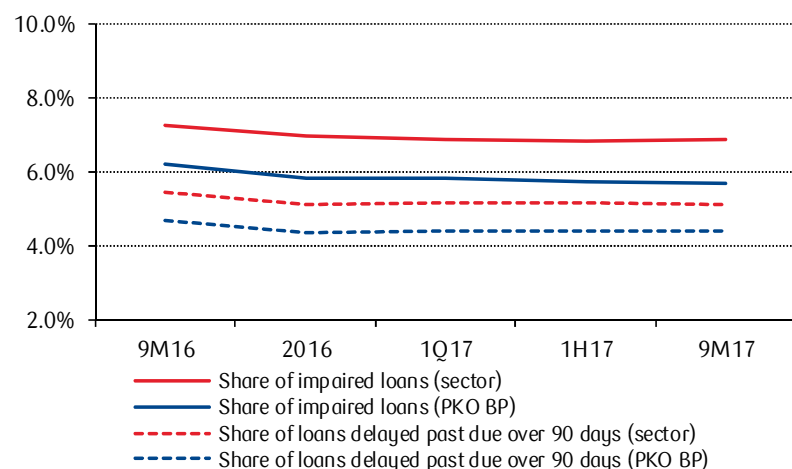 10.0%
8.0%
6.0%
4.0%
2.0%
9M16 2016 1Q17 1H17 9M17
Share of impaired loans (sector)
Share of impaired loans (PKO BP)
Share of loans delayed past due over 90 days (sector)
Share of loans delayed past due over 90 days (PKO BP)